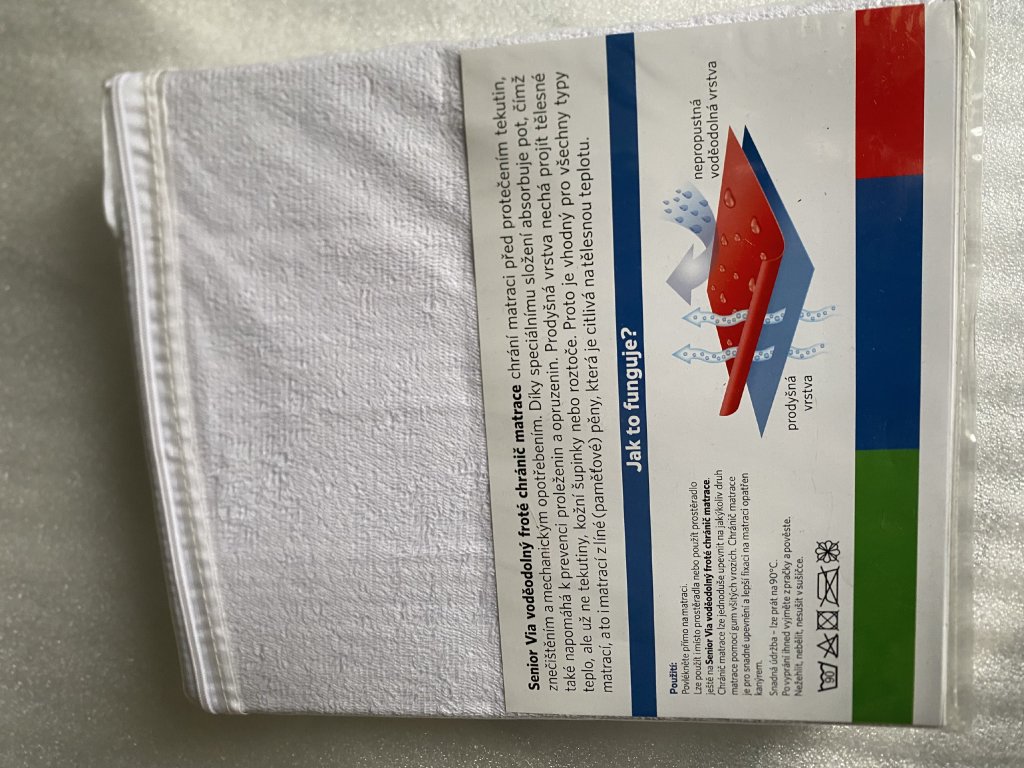 Senior Via voděodolný froté chránič matrace chrání matraci před protečením tekutin,
znečištěním a mechanickým opotřebením. Díky speciálnímu složení absorbuje pot, čímž
také napomáhá k prevenci proleženin a opruzenin. Prodyšná vrstva nechá projít tělesné
teplo, ale už ne tekutiny, kožní šupinky nebo roztoče. Proto je vhodný pro všechny typy
matrací, a to i matrací z líné (paměťové) pěny, která je citlivá na tělesnou teplotu.
Jak to funguje?
nepropustná
voděodolná vrstva
prodyšná
vrstva
Použití:
Povlékněte přímo na matraci.
Lze použít i místo prostěradla nebo použít prostěradlo
ještě na Senior Via voděodolný froté chránič matrace.
Chránič matrace lze jednoduše upevnit na jakýkoliv druh
matrace pomocí gum všitých v rozích. Chránič matrace
je pro snadné upevnění a lepší fixaci na matraci opatřen
kanýrem.
Snadná údržba – lze prát na 90°C.
Po vyprání ihned vyjměte z pračky a pověste.
Nežehlit, nebělit, nesušit v sušičce.
90